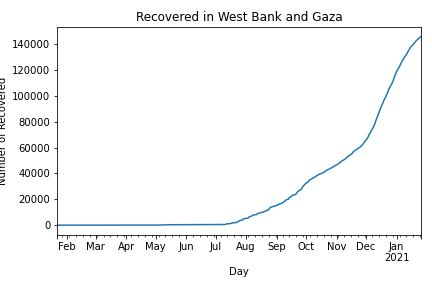 Recovered in West Bank and Gaza
140000
120000
100000
80000
60000
40000
20000
0
Number of Recovered
Feb Mar Apr May Jun Jul Aug Sep Oct Nov Dec Jan
2021
Day